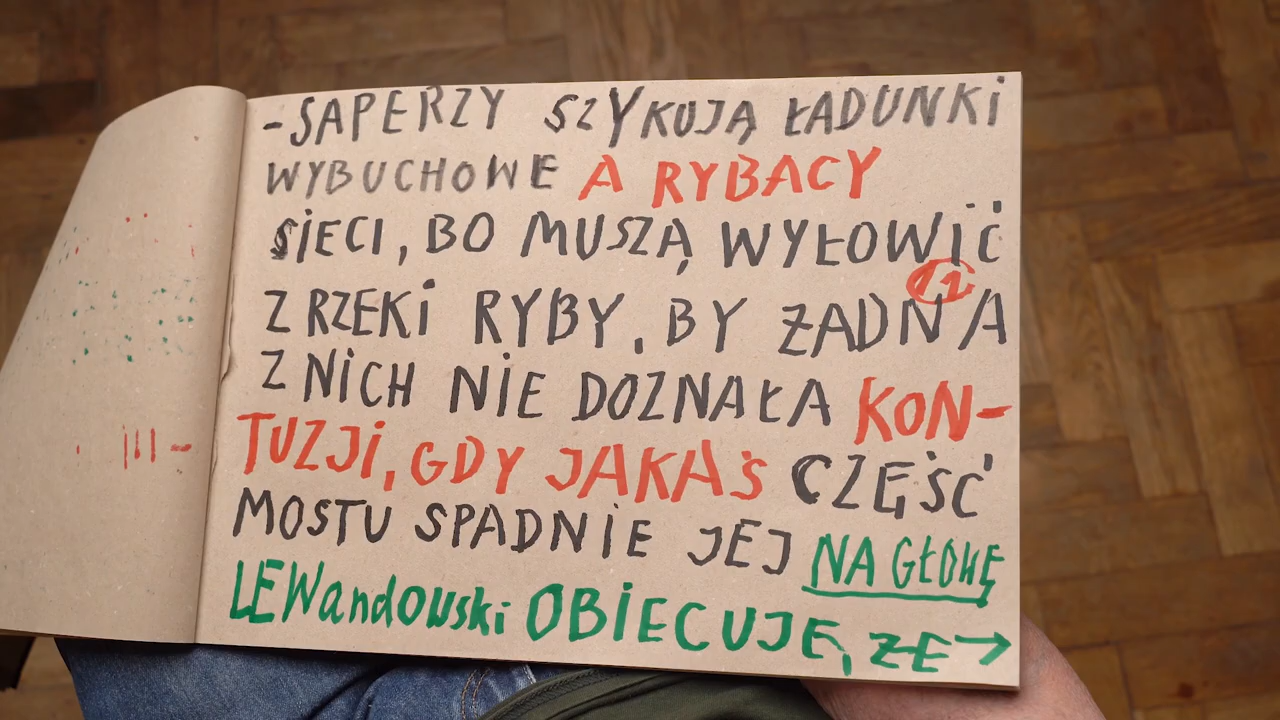 - SAPERZY SZYKUJĄ ŁADUNKI
WYBUCHOWE A RYBACY
SIECI, BO MUSZĄ WYŁOWIĆ
Z RZEKI RYBY, BY ŻADNA
Z NICH NIE DOZNAŁA KON-
TUZJI, GDY JAKAŚ CZĘŚĆ
MOSTU SPADNIE JEJ NA GŁOWĘ
LEWandowski OBIECUJE, ŻE →